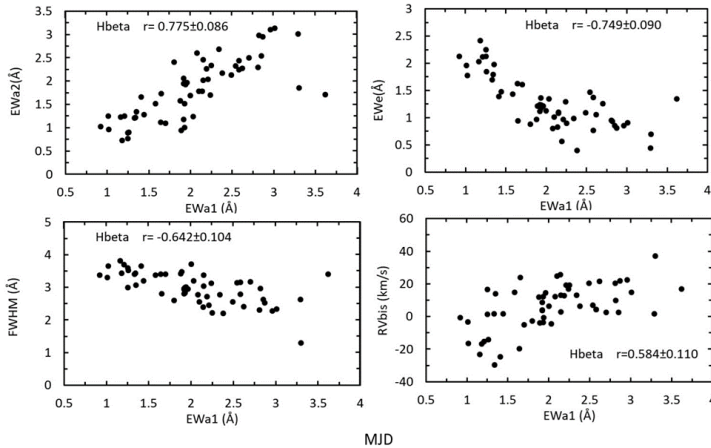 Hbeta r= 0.775±0.086
EWa2(Å)
3.5
3
2.5
2
1.5
1
0.5
0
0.5 1 1.5 2 2.5 3 3.5 4
EWa1(Å)
Hbeta r= -0.749±0.090
EWe(Å)
3
2.5
2
1.5
1
0.5
0
0.5 1 1.5 2 2.5 3 3.5 4
EWa1 (Å)
Hbeta r= -0.642±0.104
FWHM (Å)
5
4
3
2
1
0
0.5 1 1.5 2 2.5 3 3.5 4
EWa1 (Å)
RVbis (km/s)
60
40
20
0
-20
-40
Hbeta r=0.584±0.110
0.5 1 1.5 2 2.5 3 3.5 4
EWa1 (Å)
MJD